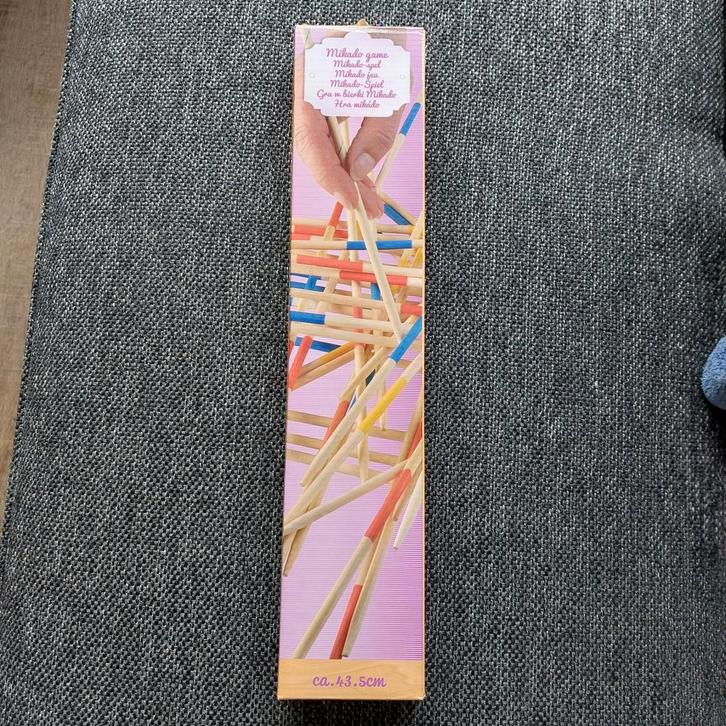 Mikado game
Mikado-spel
Mikado jeu
Mikado-Spiel
Gra w bierki Mikado
Hra mikádo
ca. 43.5cm